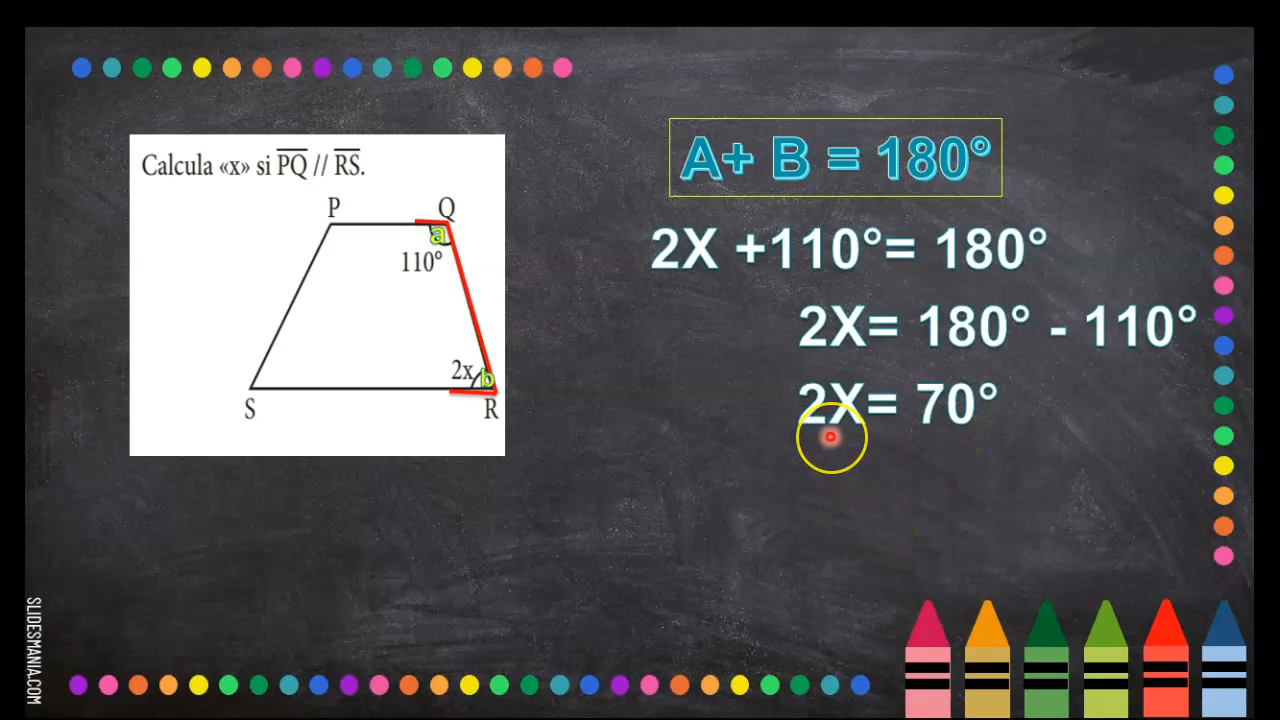 Calcula «x» si PQ // RS.
P
Q
a
110°
2x
b
S
R
A+ B = 180°
2X +110°= 180°
2X= 180° - 110°
2X= 70°
SLIDESMANIA.COM